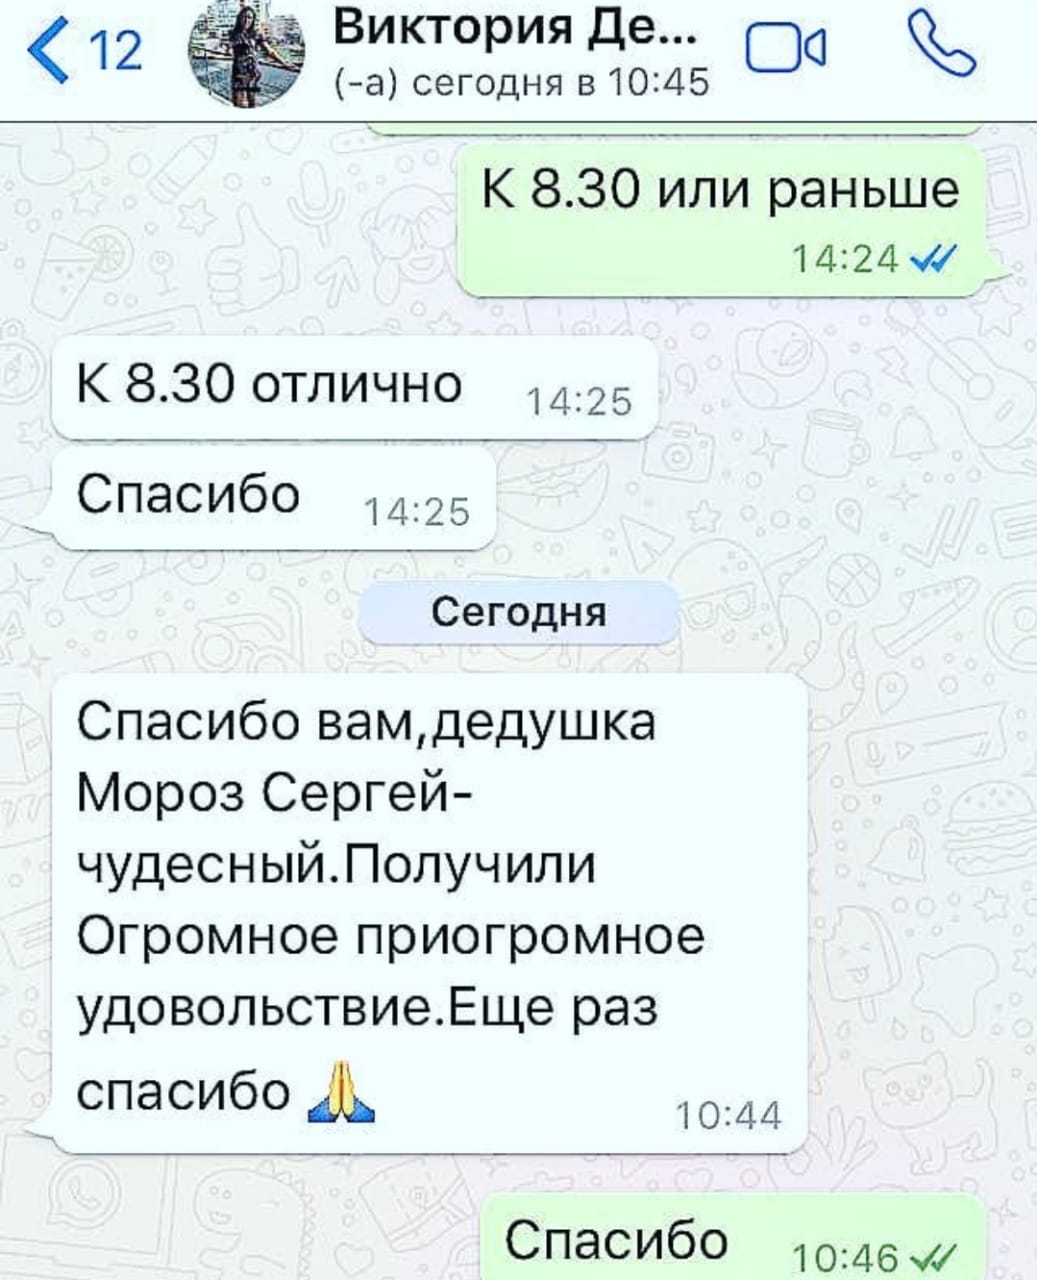 12
Виктория Де...
(-а) сегодня в 10:45
К 8.30 или раньше
14:24
К 8.30 отлично 14:25
Спасибо 14:25
Сегодня
Спасибо вам,дедушка
Мороз Сергей-
чудесный.Получили
Огромное приогромное
удовольствие.Еще раз
спасибо 🙏
10:44
Спасибо 10:46